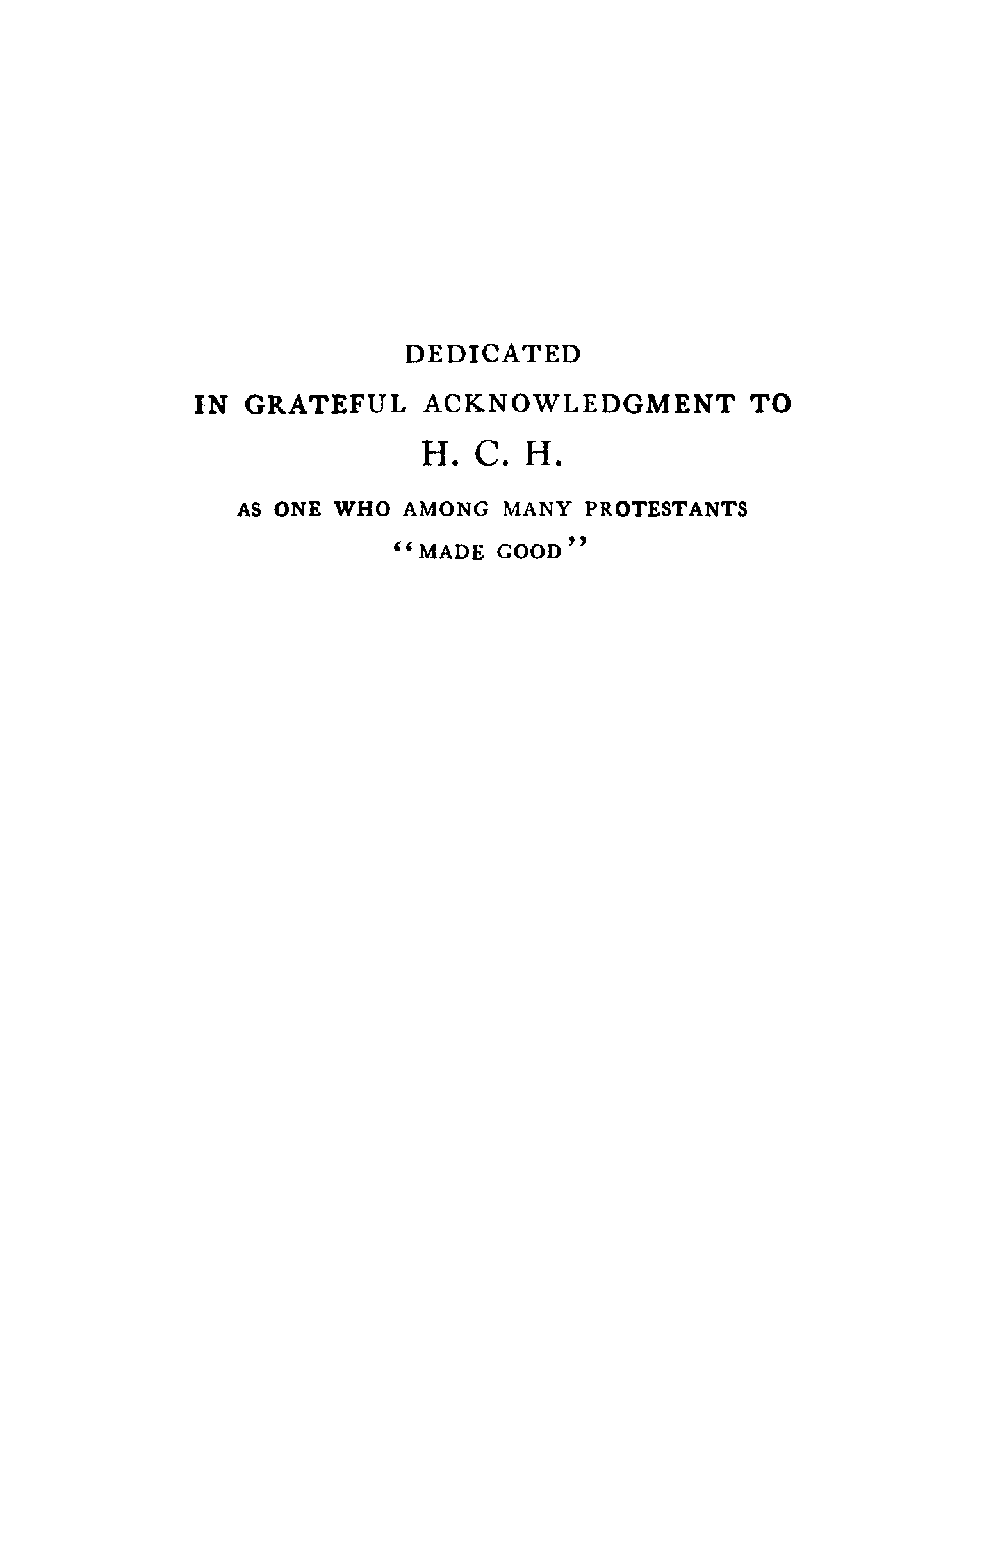 DEDICATED
IN GRATEFUL ACKNOWLEDGMENT TO
H. C. H.
AS ONE WHO AMONG MANY PROTESTANTS
“MADE GOOD”